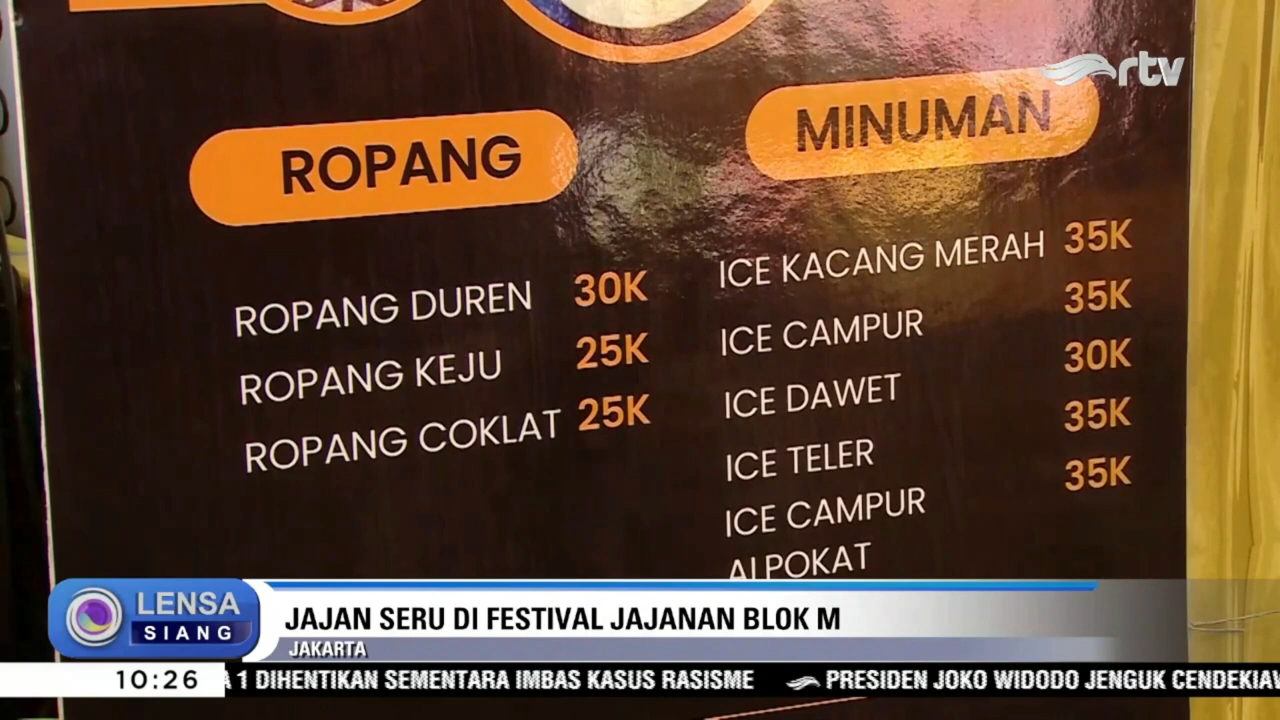 rtv
ROPANG
ROPANG DUREN 30K
ROPANG KEJU 25K
ROPANG COKLAT 25K
MINUMAN
ICE KACANG MERAH 35K
ICE CAMPUR 35K
ICE DAWET 30K
ICE TELER 35K
ICE CAMPUR 35K
ALPOKAT
LENSA
SIANG
JAJAN SERU DI FESTIVAL JAJANAN BLOK M
JAKARTA
10:26
1 DIHENTIKAN SEMENTARA IMBAS KASUS RASISME PRESIDEN JOKO WIDODO JENGUK